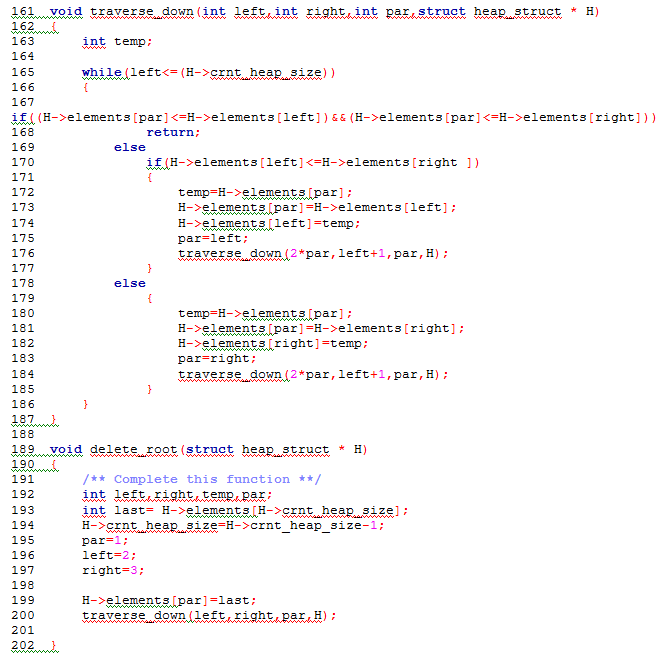 161 void traverse_down(int left,int right,int par,struct heap_struct * H)
162 {
163 int temp;
164
165 while(left<=(H->crnt_heap_size))
166 {
167
if((H->elements[par]<=H->elements[left])&&(H->elements[par]<=H->elements[right]))
168 return;
169 else
170 if(H->elements[left]<=H->elements[right ])
171 {
172 temp=H->elements[par];
173 H->elements[par]=H->elements[left];
174 H->elements[left]=temp;
175 par=left;
176 traverse_down(2*par,left+1,par,H);
177 }
178 else
179 {
180 temp=H->elements[par];
181 H->elements[par]=H->elements[right];
182 H->elements[right]=temp;
183 par=right;
184 traverse_down(2*par,left+1,par,H);
185 }
186 }
187 }
188
189 void delete_root(struct heap_struct * H)
190 {
191 /** Complete this function **/
192 int left,right,temp,par;
193 int last= H->elements[H->crnt_heap_size];
194 H->crnt_heap_size=H->crnt_heap_size-1;
195 par=1;
196 left=2;
197 right=3;
198
199 H->elements[par]=last;
200 traverse_down(left,right,par,H);
201
202 }